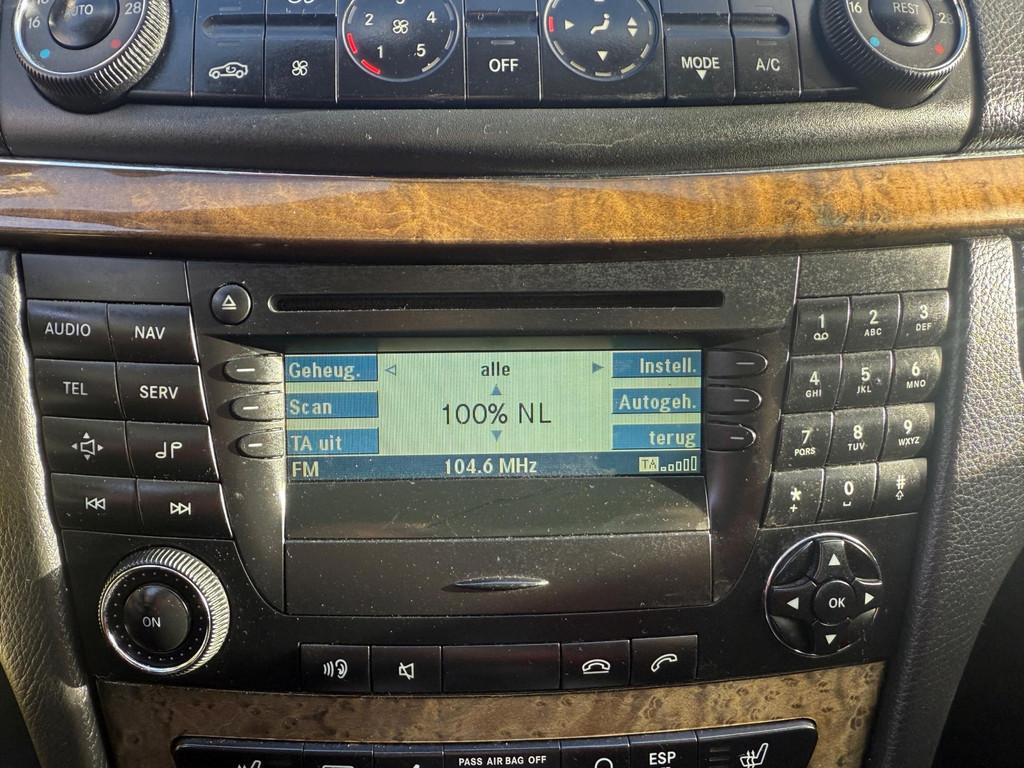 16 AUTO 28
2 4
1 5
OFF
MODE
A/C
16 REST 28
AUDIO NAV
TEL SERV
Geheug. alle Instell.
Scan 100% NL Autogeh.
TA uit terug
FM 104.6 MHz TA
1 2 ABC 3 DEF
4 GHI 5 JKL 6 MNO
7 PQRS 8 TUV 9 WXYZ
* + 0 #
ON
OK
PASS AIR BAG OFF
ESP